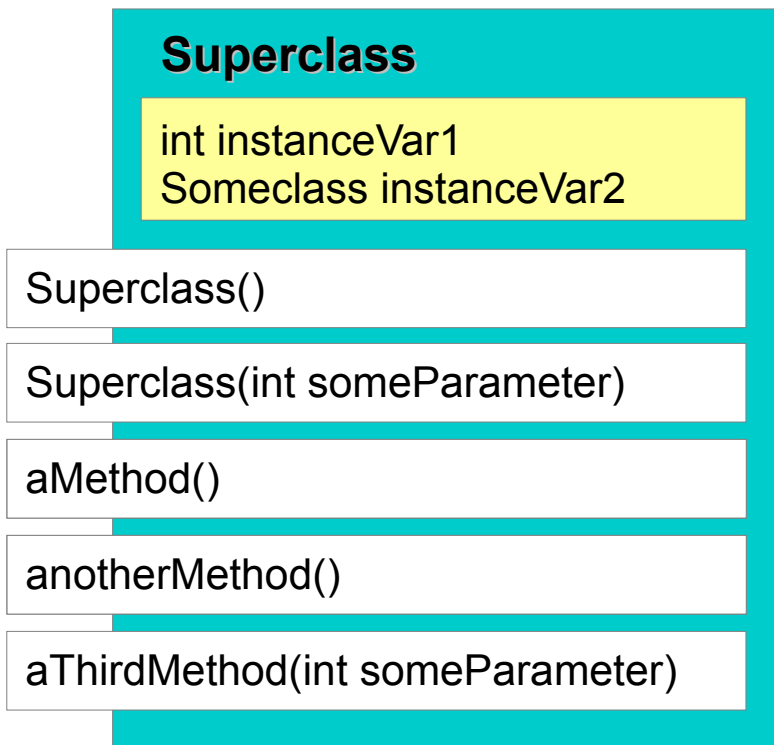 Superclass
int instanceVar1
Someclass instanceVar2
Superclass()
Superclass(int someParameter)
aMethod()
anotherMethod()
aThirdMethod(int someParameter)